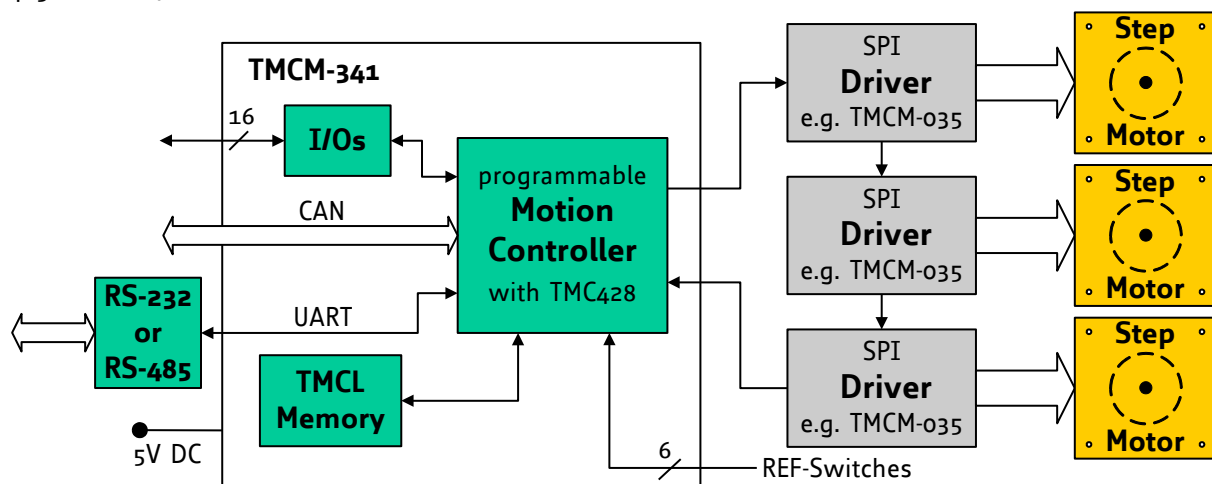 TMCM-341
16
I/Os
CAN
RS-232
or
RS-485
UART
TMCL
Memory
5V DC
programmable
Motion
Controller
with TMC428
6
REF-Switches
SPI
Driver
e.g. TMCM-035
SPI
Driver
e.g. TMCM-035
SPI
Driver
e.g. TMCM-035
Step
Motor
Step
Motor
Step
Motor